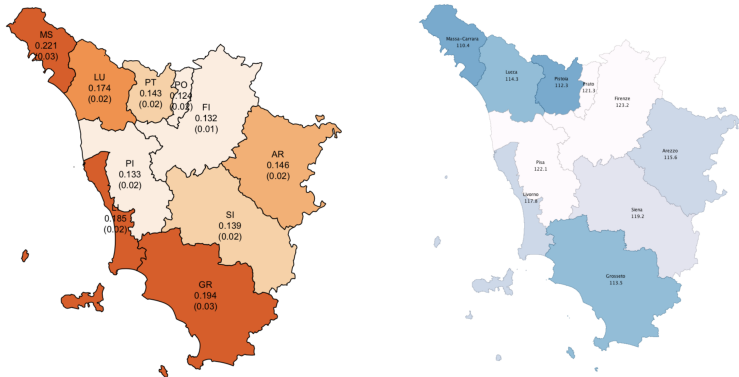 MS
0.221
(0.03)
LU
0.174
(0.02)
PT
0.143
(0.02)
PO
0.124
(0.02)
FI
0.132
(0.01)
AR
0.146
(0.02)
PI
0.133
(0.02)
LI
0.185
(0.02)
SI
0.139
(0.02)
GR
0.194
(0.03)
Massa-Carrara
110.4
Lucca
114.3
Pistoia
112.3
Prato
121.3
Firenze
123.2
Arezzo
115.6
Pisa
122.1
Livorno
117.8
Siena
119.2
Grosseto
113.5